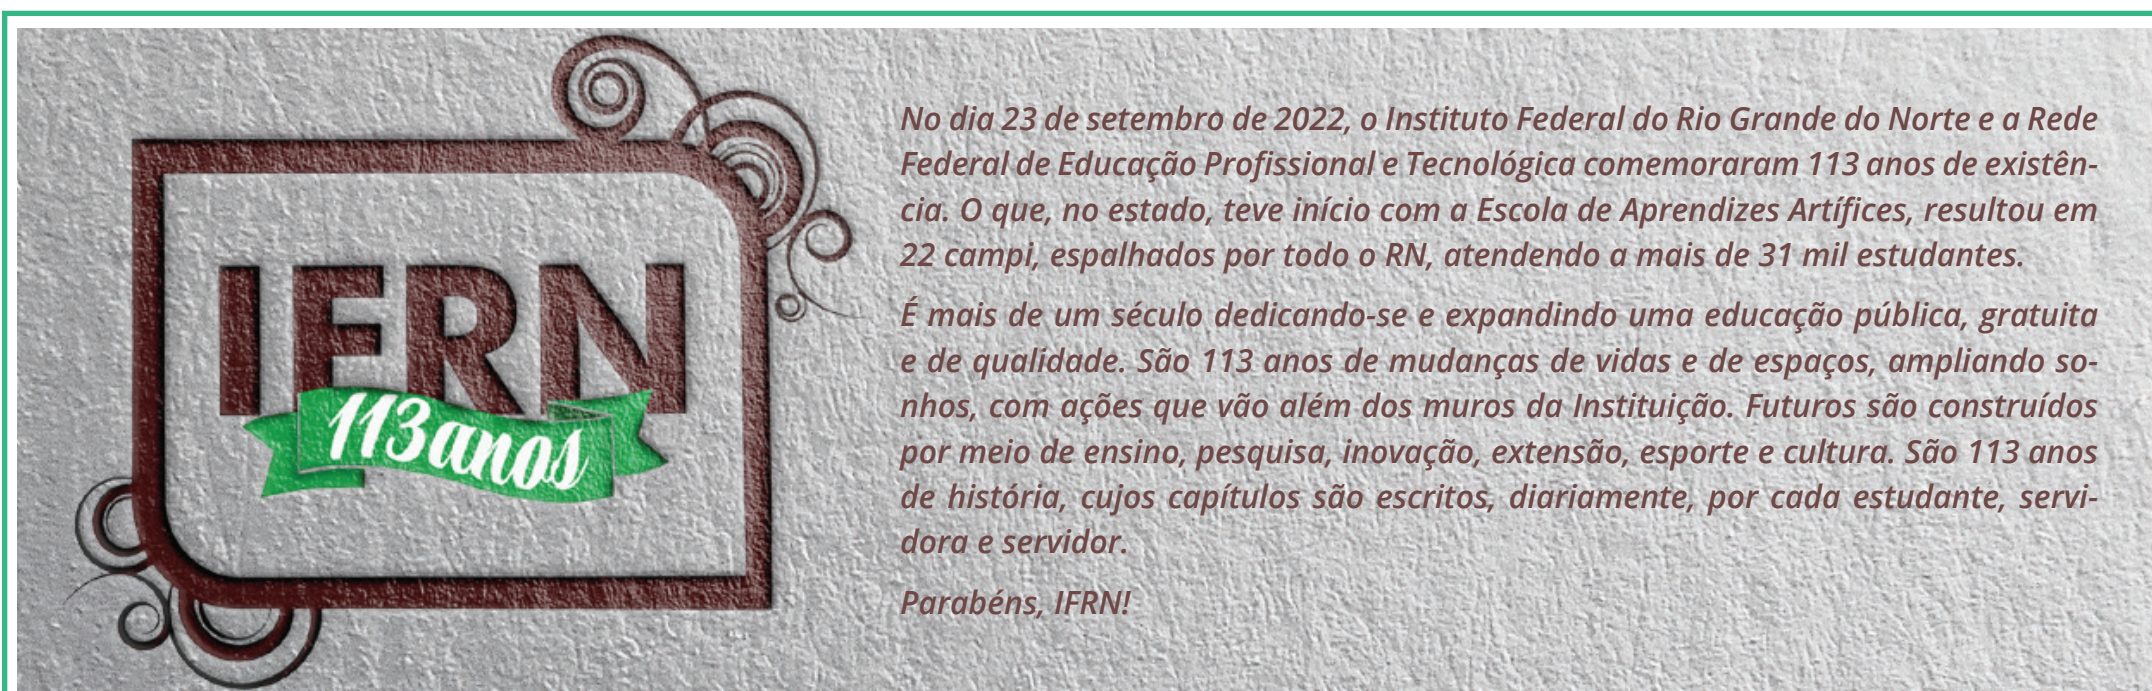 IFRN
113 anos
No dia 23 de setembro de 2022, o Instituto Federal do Rio Grande do Norte e a Rede
Federal de Educação Profissional e Tecnológica comemoraram 113 anos de existên-
cia. O que, no estado, teve início com a Escola de Aprendizes Artífices, resultou em
22 campi, espalhados por todo o RN, atendendo a mais de 31 mil estudantes.
É mais de um século dedicando-se e expandindo uma educação pública, gratuita
e de qualidade. São 113 anos de mudanças de vidas e de espaços, ampliando so-
nhos, com ações que vão além dos muros da Instituição. Futuros são construídos
por meio de ensino, pesquisa, inovação, extensão, esporte e cultura. São 113 anos
de história, cujos capítulos são escritos, diariamente, por cada estudante, servi-
dora e servidor.
Parabéns, IFRN!